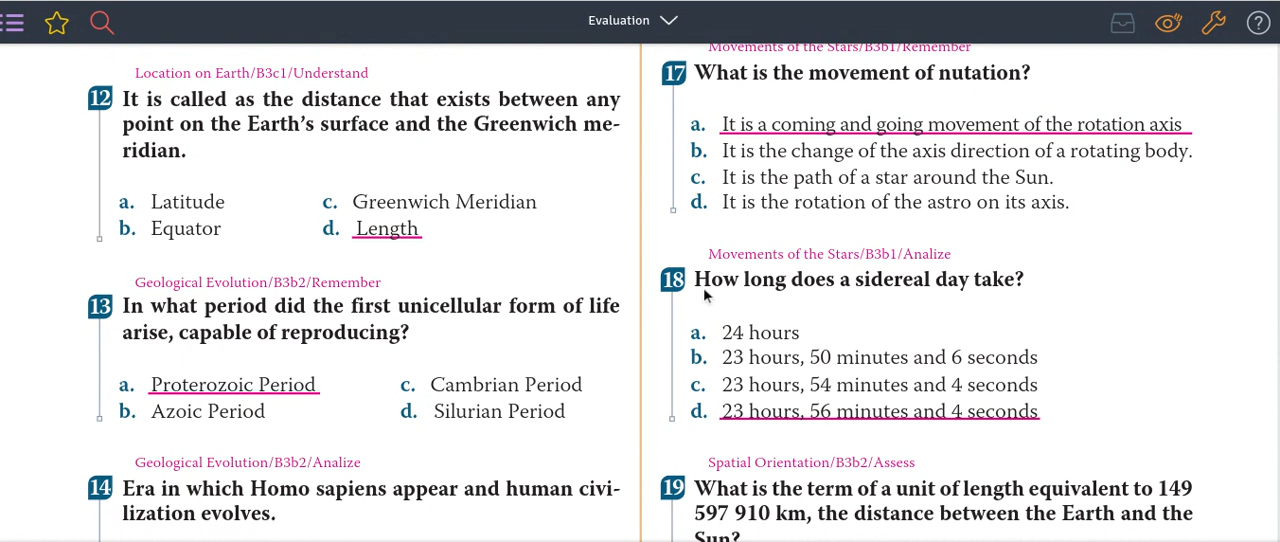 Evaluation
Location on Earth/B3c1/Understand
12 It is called as the distance that exists between any
point on the Earth's surface and the Greenwich me-
ridian.
a. Latitude
b. Equator
c. Greenwich Meridian
d. Length
Geological Evolution/B3b2/Remember
13 In what period did the first unicellular form of life
arise, capable of reproducing?
a. Proterozoic Period
b. Azoic Period
c. Cambrian Period
d. Silurian Period
Geological Evolution/B3b2/Analize
14 Era in which Homo sapiens appear and human civi-
lization evolves.
Movements of the Stars/B3b1/Remember
17 What is the movement of nutation?
a. It is a coming and going movement of the rotation axis
b. It is the change of the axis direction of a rotating body.
c. It is the path of a star around the Sun.
d. It is the rotation of the astro on its axis.
Movements of the Stars/B3b1/Analize
18 How long does a sidereal day take?
a. 24 hours
b. 23 hours, 50 minutes and 6 seconds
c. 23 hours, 54 minutes and 4 seconds
d. 23 hours, 56 minutes and 4 seconds
Spatial Orientation/B3b2/Assess
19 What is the term of a unit of length equivalent to 149
597 910 km, the distance between the Earth and the
Sun?